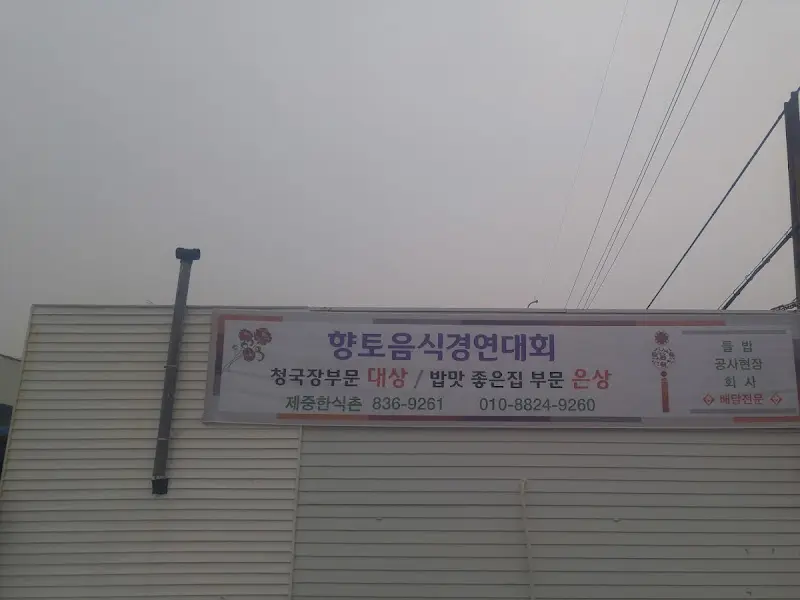 향토음식경연대회
청국장부문 대상 / 밥맛 좋은집 부문 은상
제중한식촌 836-9261 010-8824-9260
들밥
공사현장
회사
배달전문